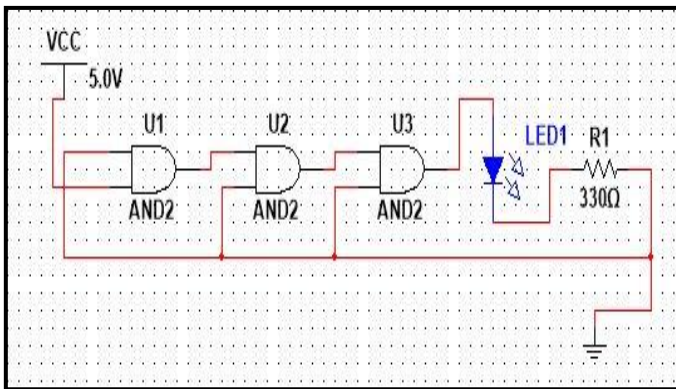 VCC
5.0V
U1
U2
U3
LED1
R1
AND2
AND2
AND2
330Ω